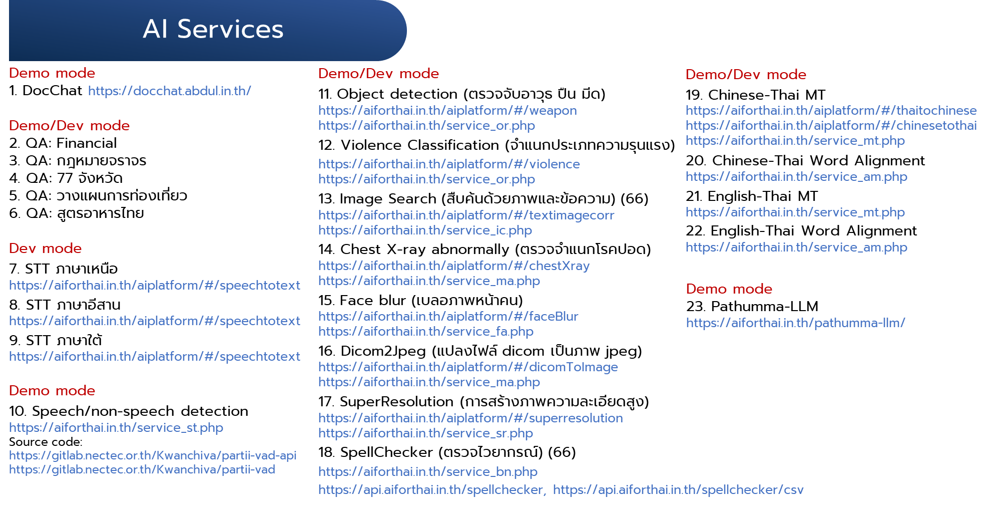 AI Services
Demo mode
1. DocChat https://docchat.abdul.in.th/
Demo/Dev mode
2. QA: Financial
3. QA: กฎหมายจราจร
4. QA: 77 จังหวัด
5. QA: วางแผนการท่องเที่ยว
6. QA: สูตรอาหารไทย
Dev mode
7. STT ภาษาเหนือ
https://aiforthai.in.th/aiplatform/#/speechtotext
8. STT ภาษาอีสาน
https://aiforthai.in.th/aiplatform/#/speechtotext
9. STT ภาษาใต้
https://aiforthai.in.th/aiplatform/#/speechtotext
Demo mode
10. Speech/non-speech detection
https://aiforthai.in.th/service_st.php
Source code:
https://gitlab.nectec.or.th/Kwanchiva/partii-vad-api
https://gitlab.nectec.or.th/Kwanchiva/partii-vad
Demo/Dev mode
11. Object detection (ตรวจจับอาวุธ ปืน มีด)
https://aiforthai.in.th/aiplatform/#/weapon
https://aiforthai.in.th/service_or.php
12. Violence Classification (จำแนกประเภทความรุนแรง)
https://aiforthai.in.th/aiplatform/#/violence
https://aiforthai.in.th/service_or.php
13. Image Search (สืบค้นด้วยภาพและข้อความ) (66)
https://aiforthai.in.th/aiplatform/#/textimagecorr
https://aiforthai.in.th/service_ic.php
14. Chest X-ray abnormally (ตรวจจำแนกโรคปอด)
https://aiforthai.in.th/aiplatform/#/chestXray
https://aiforthai.in.th/service_ma.php
15. Face blur (เบลอภาพหน้าคน)
https://aiforthai.in.th/aiplatform/#/faceBlur
https://aiforthai.in.th/service_fa.php
16. Dicom2Jpeg (แปลงไฟล์ dicom เป็นภาพ jpeg)
https://aiforthai.in.th/aiplatform/#/dicomToImage
https://aiforthai.in.th/service_ma.php
17. SuperResolution (การสร้างภาพความละเอียดสูง)
https://aiforthai.in.th/aiplatform/#/superresolution
https://aiforthai.in.th/service_sr.php
18. SpellChecker (ตรวจไวยากรณ์) (66)
https://aiforthai.in.th/service_bn.php
https://api.aiforthai.in.th/spellchecker, https://api.aiforthai.in.th/spellchecker/csv
Demo/Dev mode
19. Chinese-Thai MT
https://aiforthai.in.th/aiplatform/#/thaitochinese
https://aiforthai.in.th/aiplatform/#/chinesetothai
https://aiforthai.in.th/service_mt.php
20. Chinese-Thai Word Alignment
https://aiforthai.in.th/service_am.php
21. English-Thai MT
https://aiforthai.in.th/service_mt.php
22. English-Thai Word Alignment
https://aiforthai.in.th/service_am.php
Demo mode
23. Pathumma-LLM
https://aiforthai.in.th/pathumma-llm/